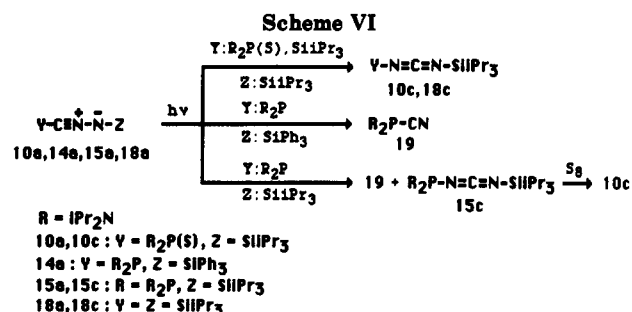 Scheme VI
Y:R₂P(S),SiiPr₃
Z:SiiPr₃
Y−N=C=N−SiiPr₃
10c,18c
Y−C≡N⁺−N⁻−Z
10a,14a,15a,18a
hν
Y:R₂P
Z:SiPh₃
R₂P−CN
19
Y:R₂P
Z:SiiPr₃
19 + R₂P−N=C=N−SiiPr₃ S₈ 10c
15c
R = iPr₂N
10a,10c : Y = R₂P(S), Z = SiiPr₃
14a : Y = R₂P, Z = SiPh₃
15a,15c : R = R₂P, Z = SiiPr₃
18a,18c : Y = Z = SiiPr₃